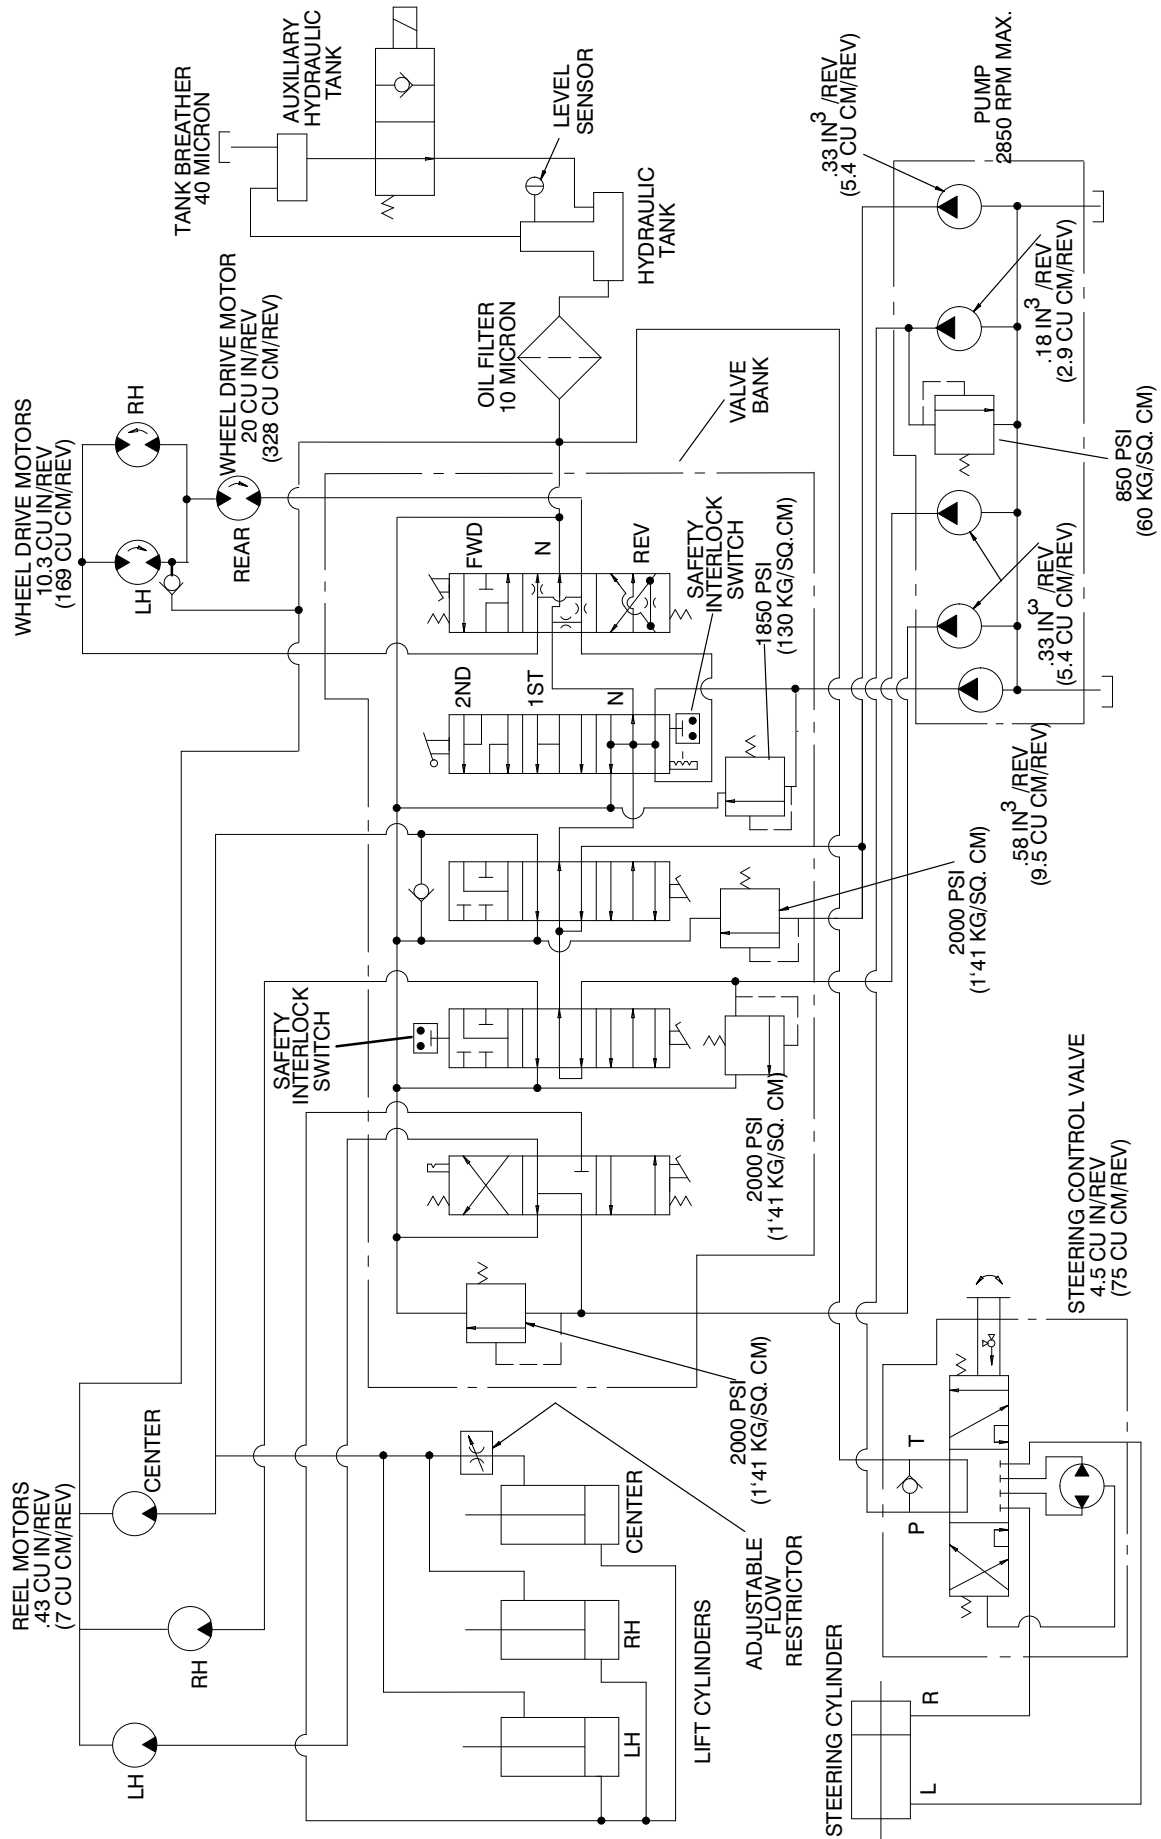 TANK BREATHER
40 MICRON
AUXILIARY
HYDRAULIC
TANK
LEVEL
SENSOR
HYDRAULIC
TANK
OIL FILTER
10 MICRON
WHEEL DRIVE MOTORS
10.3 CU IN/REV
(169 CU CM/REV)
RH
LH
WHEEL DRIVE MOTOR
20 CU IN/REV
(328 CU CM/REV)
REAR
VALVE
BANK
FWD
N
REV
2ND
1ST
N
SAFETY
INTERLOCK
SWITCH
1850 PSI
(130 KG/SQ.CM)
.33 IN3 /REV
(5.4 CU CM/REV)
PUMP
2850 RPM MAX.
.18 IN3 /REV
(2.9 CU CM/REV)
850 PSI
(60 KG/SQ. CM)
.33 IN3 /REV
(5.4 CU CM/REV)
.58 IN3 /REV
(9.5 CU CM/REV)
2000 PSI
(1'41 KG/SQ. CM)
SAFETY
INTERLOCK
SWITCH
2000 PSI
(1'41 KG/SQ. CM)
2000 PSI
(1'41 KG/SQ. CM)
STEERING CONTROL VALVE
4.5 CU IN/REV
(75 CU CM/REV)
P
T
REEL MOTORS
.43 CU IN/REV
(7 CU CM/REV)
CENTER
RH
LH
CENTER
RH
LH
LIFT CYLINDERS
ADJUSTABLE
FLOW
RESTRICTOR
STEERING CYLINDER
L
R